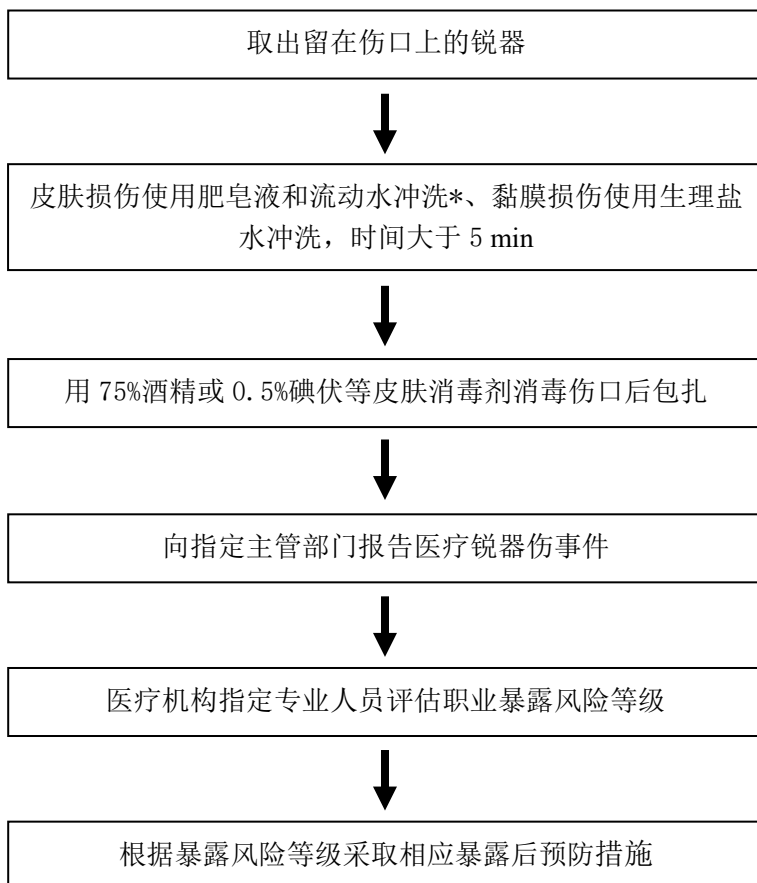 取出留在伤口上的锐器
皮肤损伤使用肥皂液和流动水冲洗*、黏膜损伤使用生理盐
水冲洗，时间大于 5 min
用 75%酒精或 0.5%碘伏等皮肤消毒剂消毒伤口后包扎
向指定主管部门报告医疗锐器伤事件
医疗机构指定专业人员评估职业暴露风险等级
根据暴露风险等级采取相应暴露后预防措施